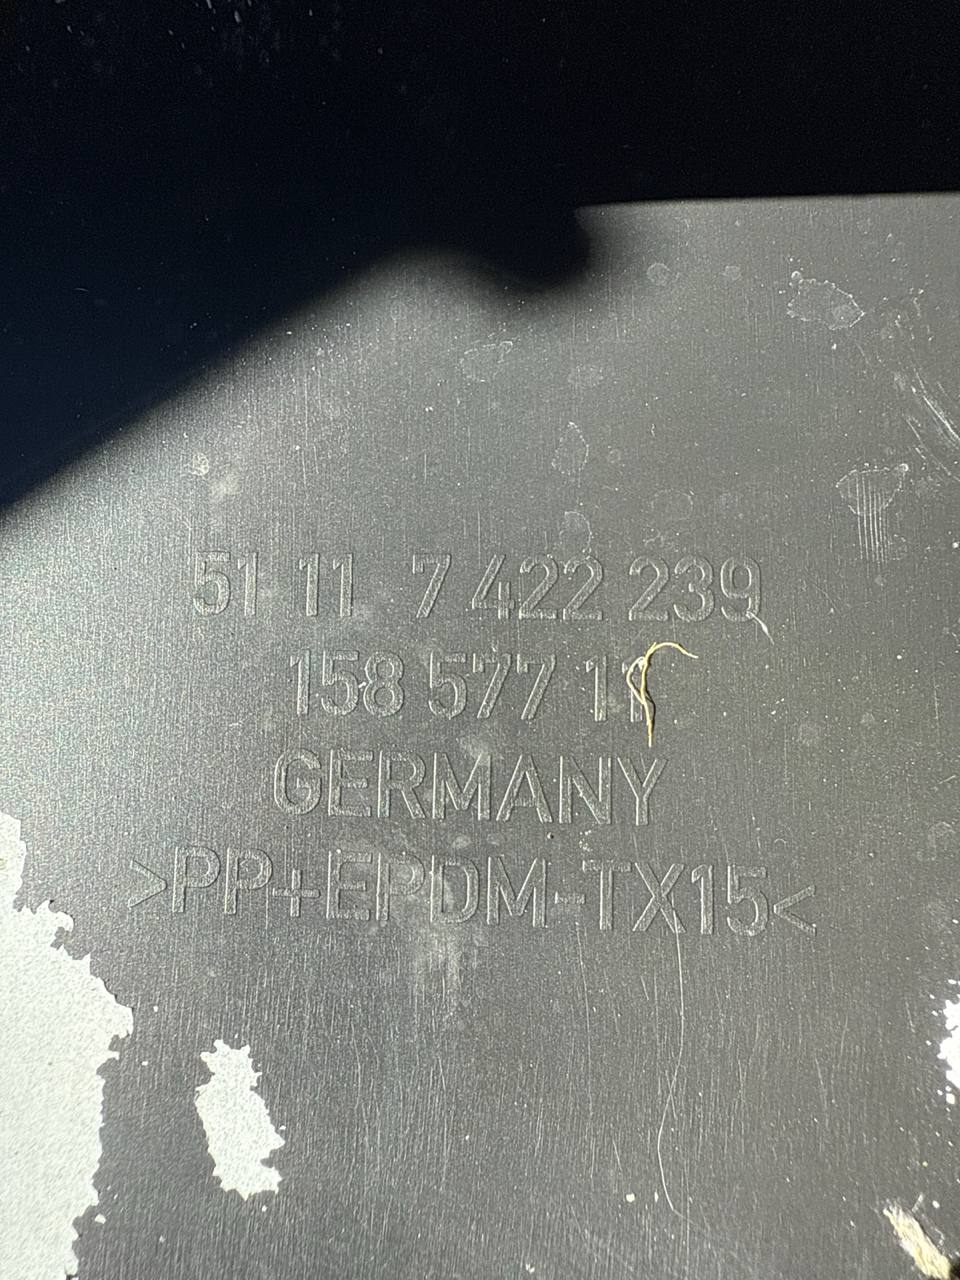 51 11 7 422 239
158 577 11
GERMANY
>PP+EPDM-TX15<